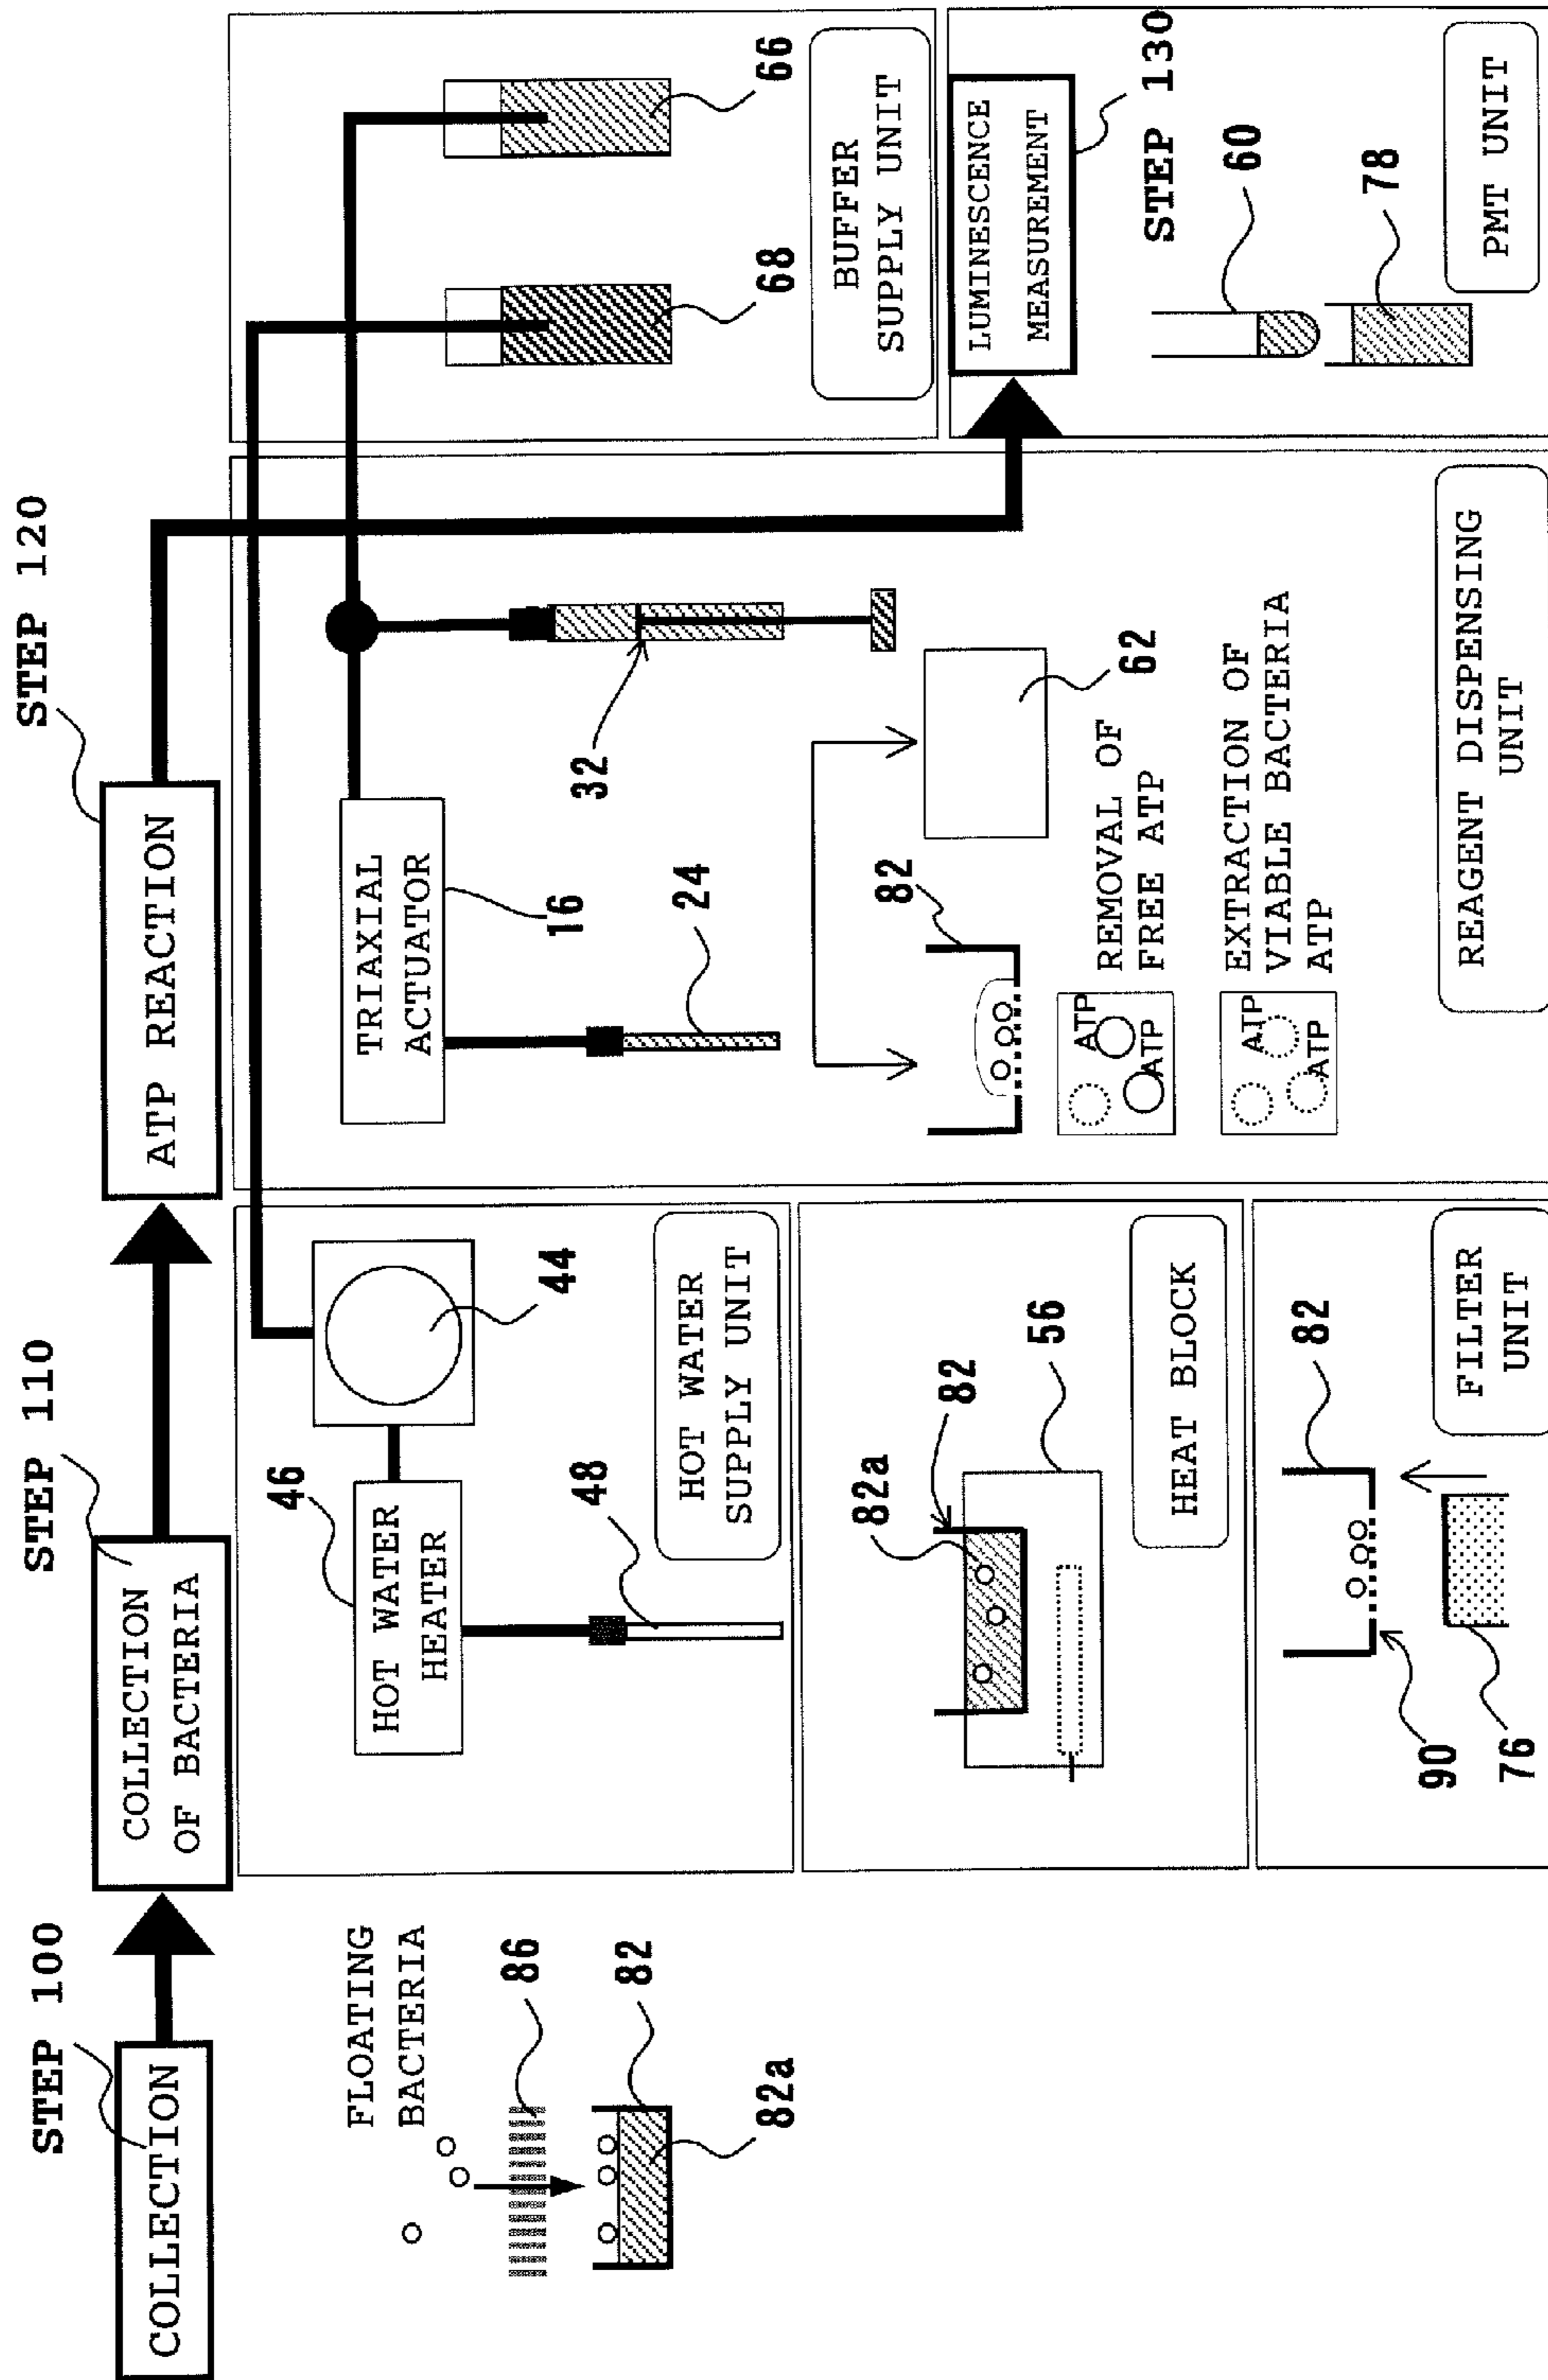 STEP 100
COLLECTION
STEP 110
COLLECTION
OF BACTERIA
STEP 120
ATP REACTION
FLOATING
BACTERIA
86
82
82a
46
HOT WATER
HEATER
44
48
HOT WATER
SUPPLY UNIT
82a
82
56
HEAT BLOCK
82
90
76
FILTER
UNIT
TRIAXIAL
ACTUATOR
16
24
32
82
62
ATP
ATP
REMOVAL OF
FREE ATP
ATP
ATP
EXTRACTION OF
VIABLE BACTERIA
ATP
REAGENT DISPENSING
UNIT
68
66
BUFFER
SUPPLY UNIT
LUMINESCENCE
MEASUREMENT
STEP 130
60
78
PMT UNIT